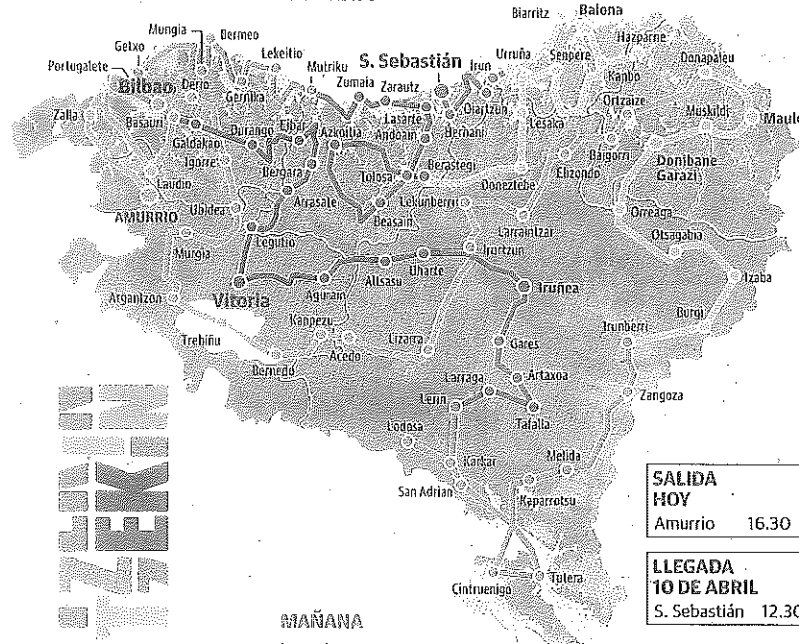 Biarritz
Baiona
Mungia
Bermeo
Hazparne
Getxo
Lekeitio
S. Sebastián
Irun
Urruña
Senpere
Donapaleu
Portugalete
Mutriku
Kanbo
Bilbao
Derio
Zumaia
Zarautz
Gernika
Oiartzun
Ortzaize
Zalla
Basauri
Eibar
Azkoitia
Lasarte
Hernani
Lesaka
Muskildi
Maule
Durango
Andoain
Galdakao
Baigorri
Donibane
Garazi
Igorre
Bergara
Tolosa
Berastegi
Elizondo
Laudio
Doneztebe
Arrasate
Lekunberri
AMURRIO
Ubidea
Beasain
Orreaga
Larraintzar
Legutio
Otsagabia
Murgia
Irurtzun
Uharte
Altsasu
Izaba
Vitoria
Agurain
Iruñea
Argantzon
Burgi
Kanpezu
Irunberri
Trebiñu
Lizarra
Gares
Acedo
Bernedo
Larraga
Artaxoa
Lerin
Zangoza
Tafalla
Lodosa
Karkar
Melida
San Adrian
Kaparrotsu
SALIDA
HOY
Amurrio 16.30
Cintruenigo
Tutera
LLEGADA
10 DE ABRIL
S. Sebastián 12.30
MAÑANA